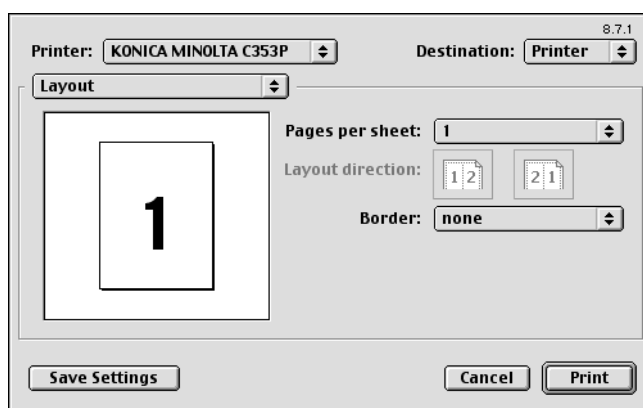 8.7.1
Printer: KONICA MINOLTA C353P Destination: Printer
Layout
Pages per sheet: 1
Layout direction: 1 2 2 1
1
Border: none
Save Settings Cancel Print